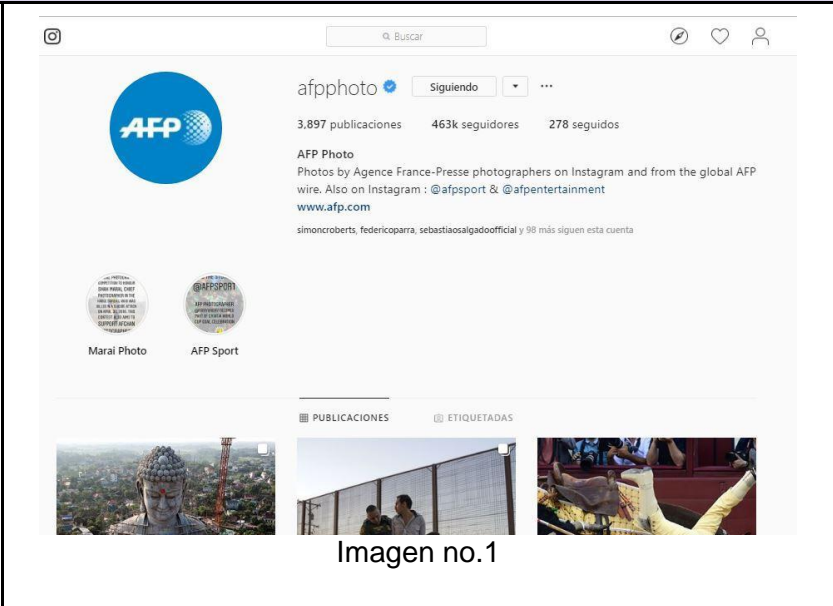 Buscar
afpphoto
Siguiendo
3,897 publicaciones 463k seguidores 278 seguidos
AFP
AFP Photo
Photos by Agence France-Presse photographers on Instagram and from the global AFP
wire. Also on Instagram : @afpsport & @afpentertainment
www.afp.com
simoncroberts, federicoparra, sebastiaosalgadoofficial y 98 más siguen esta cuenta
@AFPSPORT
SUPPORT AFGHAN
Marai Photo AFP Sport
PUBLICACIONES ETIQUETADAS
Imagen no.1